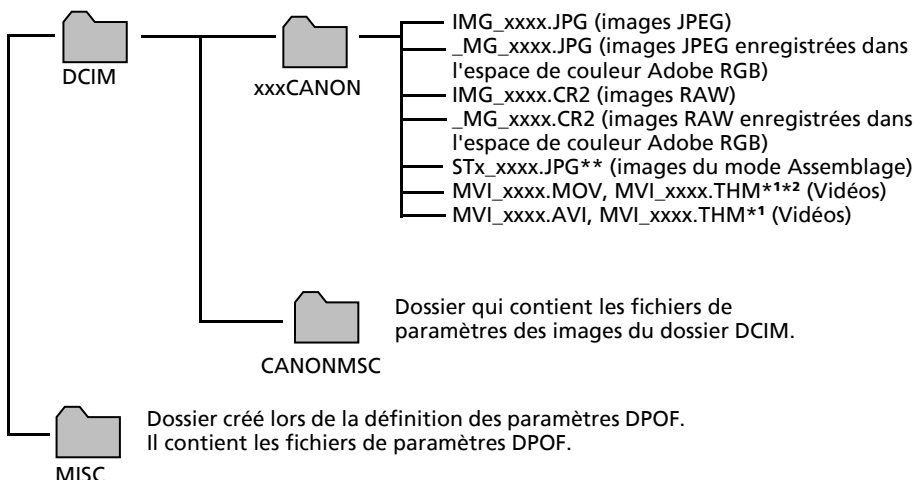 DCIM
xxxCANON
IMG_xxxx.JPG (images JPEG)
_MG_xxxx.JPG (images JPEG enregistrées dans
l'espace de couleur Adobe RGB)
IMG_xxxx.CR2 (images RAW)
_MG_xxxx.CR2 (images RAW enregistrées dans
l'espace de couleur Adobe RGB)
STx_xxxx.JPG** (images du mode Assemblage)
MVI_xxxx.MOV, MVI_xxxx.THM*¹*² (Vidéos)
MVI_xxxx.AVI, MVI_xxxx.THM*¹ (Vidéos)
CANONMSC
Dossier qui contient les fichiers de
paramètres des images du dossier DCIM.
MISC
Dossier créé lors de la définition des paramètres DPOF.
Il contient les fichiers de paramètres DPOF.